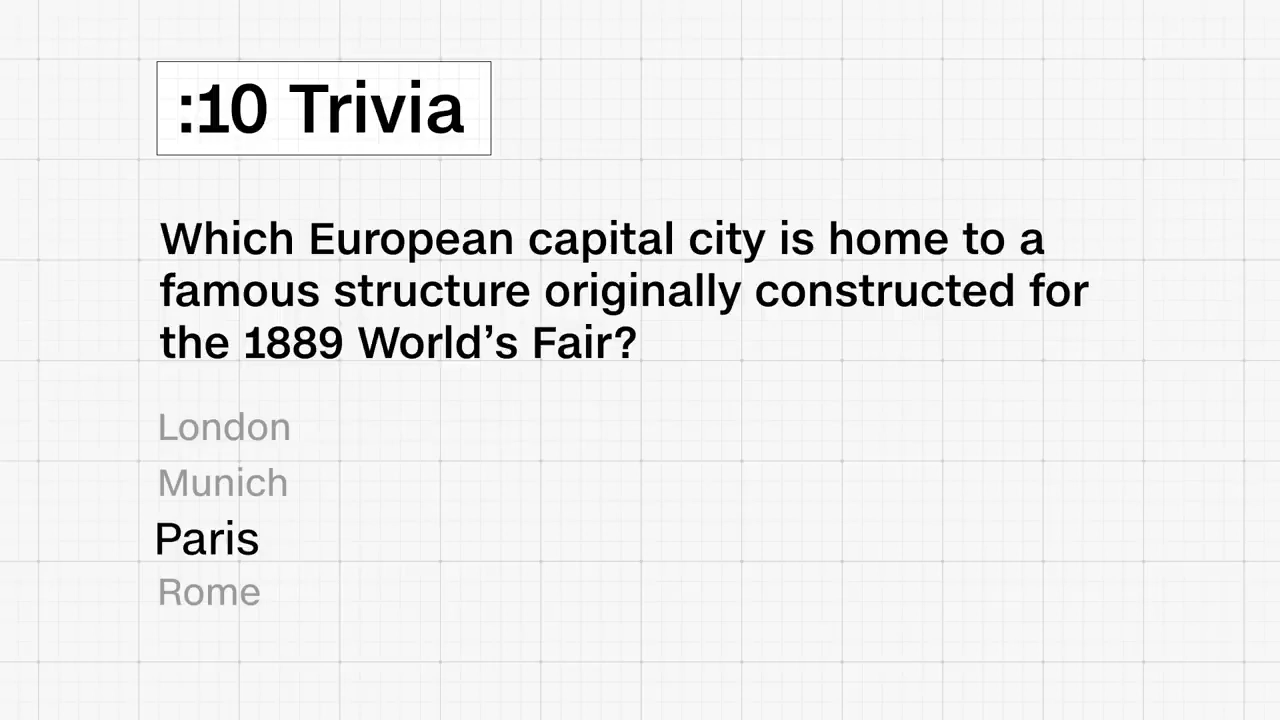 :10 Trivia
Which European capital city is home to a
famous structure originally constructed for
the 1889 World’s Fair?
London
Munich
Paris
Rome